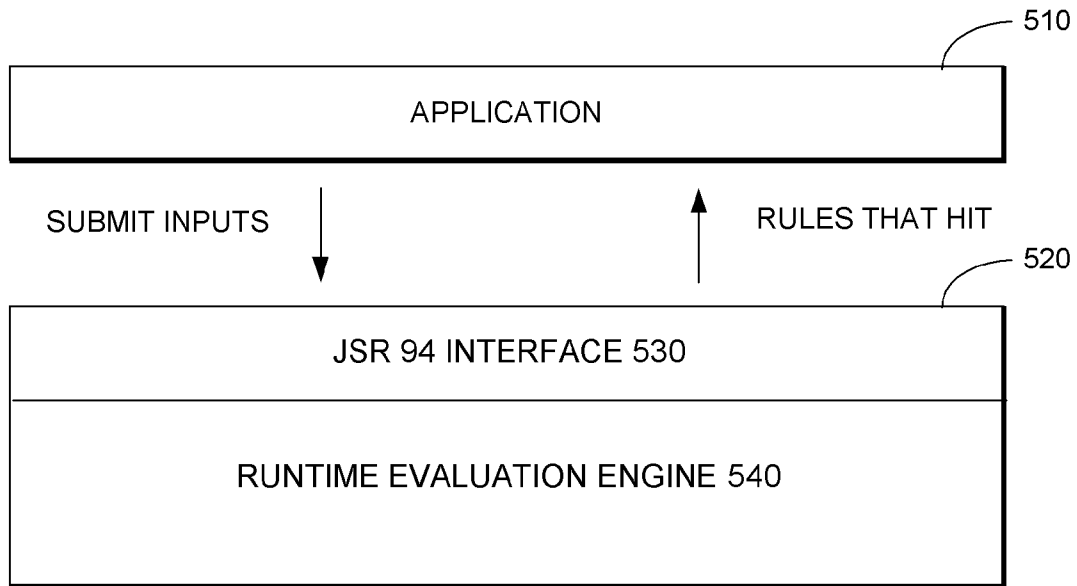 510
APPLICATION
SUBMIT INPUTS
RULES THAT HIT
520
JSR 94 INTERFACE 530
RUNTIME EVALUATION ENGINE 540